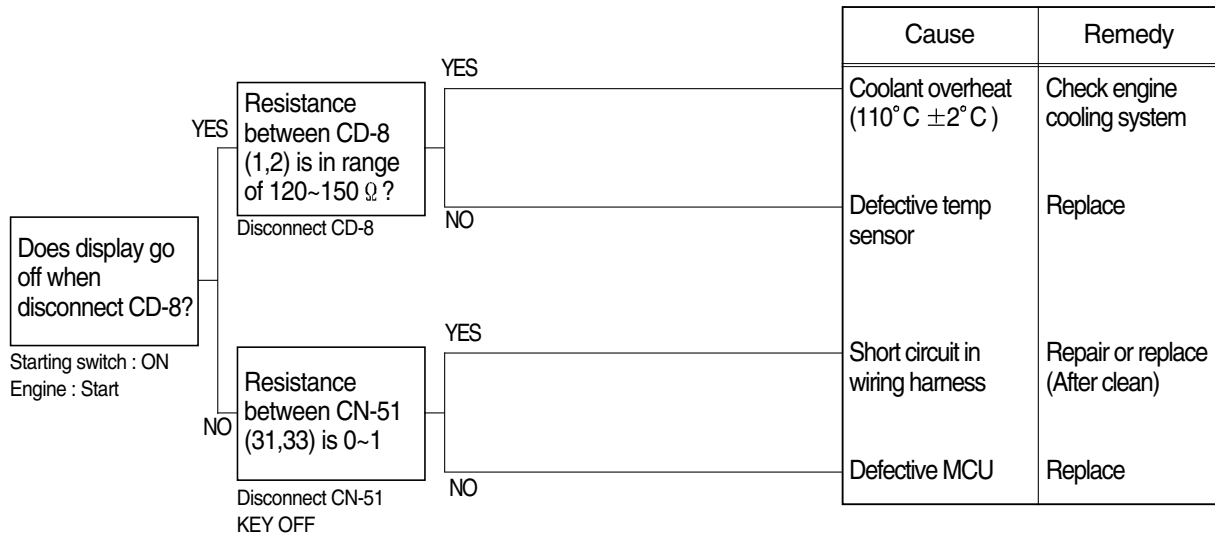 Does display go
off when
disconnect CD-8?
Starting switch : ON
Engine : Start
YES
Resistance
between CD-8
(1,2) is in range
of 120~150 Ω ?
Disconnect CD-8
YES
NO
NO
Resistance
between CN-51
(31,33) is 0~1
Disconnect CN-51
KEY OFF
YES
NO
Cause Remedy
Coolant overheat Check engine
(110°C ±2°C ) cooling system
Defective temp Replace
sensor
Short circuit in Repair or replace
wiring harness (After clean)
Defective MCU Replace